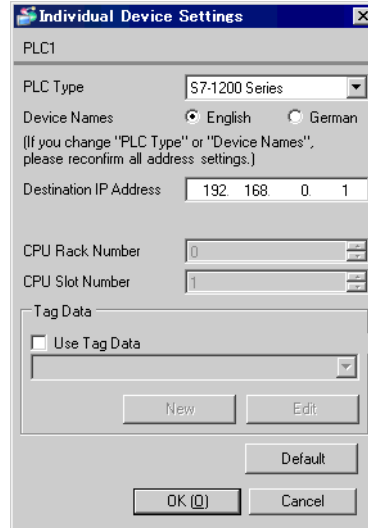 Individual Device Settings
PLC1
PLC Type S7-1200 Series
Device Names English German
(If you change "PLC Type" or "Device Names",
please reconfirm all address settings.)
Destination IP Address 192. 168. 0. 1
CPU Rack Number 0
CPU Slot Number 1
Tag Data
Use Tag Data
New Edit
Default
OK (O) Cancel